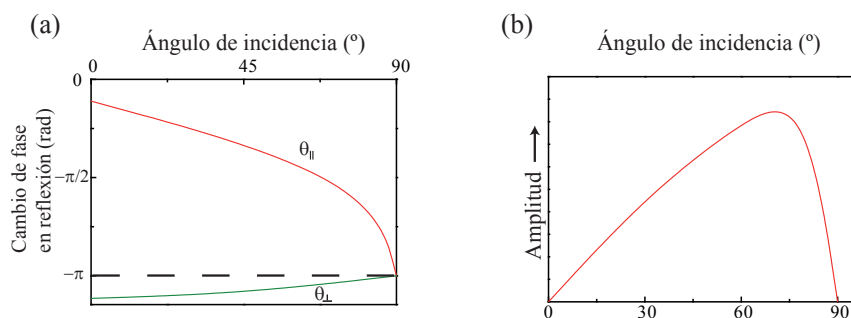 (a)
Ángulo de incidencia (º)
0
45
90
0
−π/2
−π
Cambio de fase
en reflexión (rad)
θ||
θ⊥
(b)
Ángulo de incidencia (º)
Amplitud
0
30
60
90